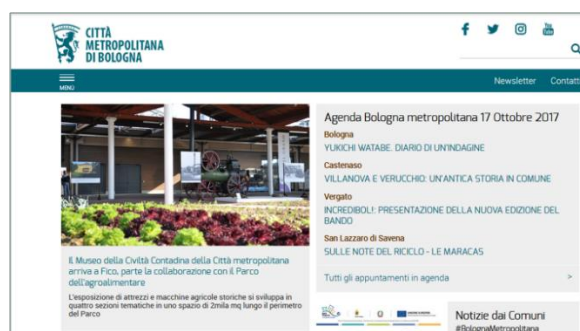 CITTÀ
METROPOLITANA
DI BOLOGNA
MENU
Newsletter Contatti
Agenda Bologna metropolitana 17 Ottobre 2017
Bologna
YUKICHI WATABE. DIARIO DI UN'INDAGINE
Castenaso
VILLANOVA E VERUCCHIO: UN'ANTICA STORIA IN COMUNE
Vergato
INCREDIBOL!: PRESENTAZIONE DELLA NUOVA EDIZIONE DEL
BANDO
San Lazzaro di Savena
SULLE NOTE DEL RICICLO - LE MARACAS
Tutti gli appuntamenti in agenda >
Il Museo della Civiltà Contadina della Città metropolitana
arriva a Fico, parte la collaborazione con il Parco
dell'agroalimentare
L'esposizione di attrezzi e macchine agricole storiche si sviluppa in
quattro sezioni tematiche in uno spazio di 2mila mq lungo il perimetro
del Parco
Notizie dai Comuni
#BolognaMetropolitana